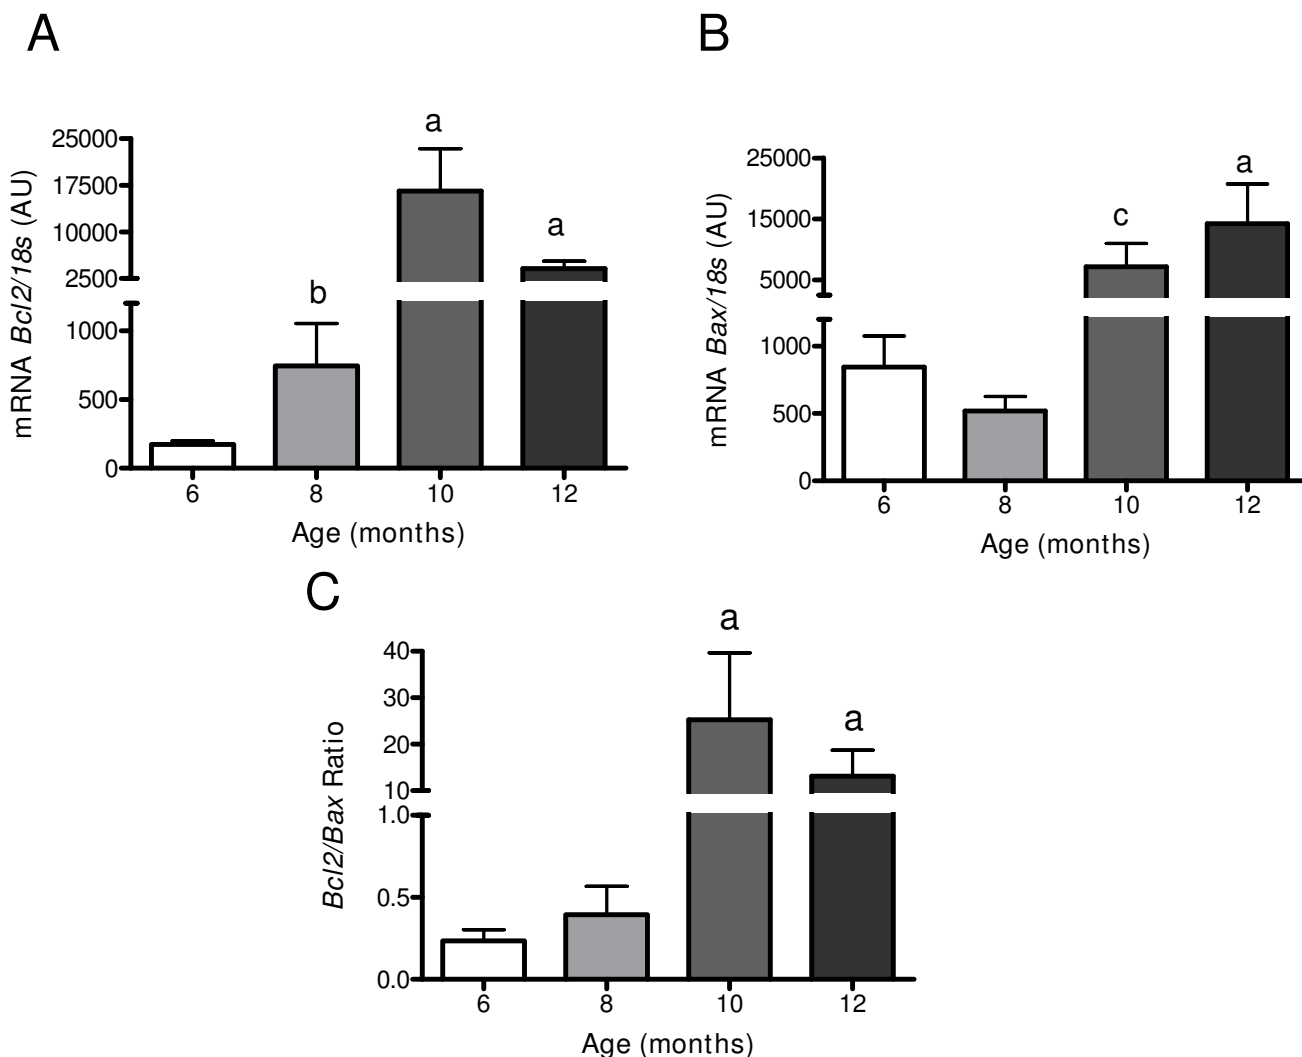 A
mRNA Bcl2/18s (AU)
25000
17500
10000
2500
1000
500
0
a
b
a
6 8 10 12
Age (months)
B
mRNA Bax/18s (AU)
25000
15000
5000
1000
500
0
c
a
6 8 10 12
Age (months)
C
Bcl2/Bax Ratio
40
30
20
10
1.0
0.5
0.0
a
a
6 8 10 12
Age (months)